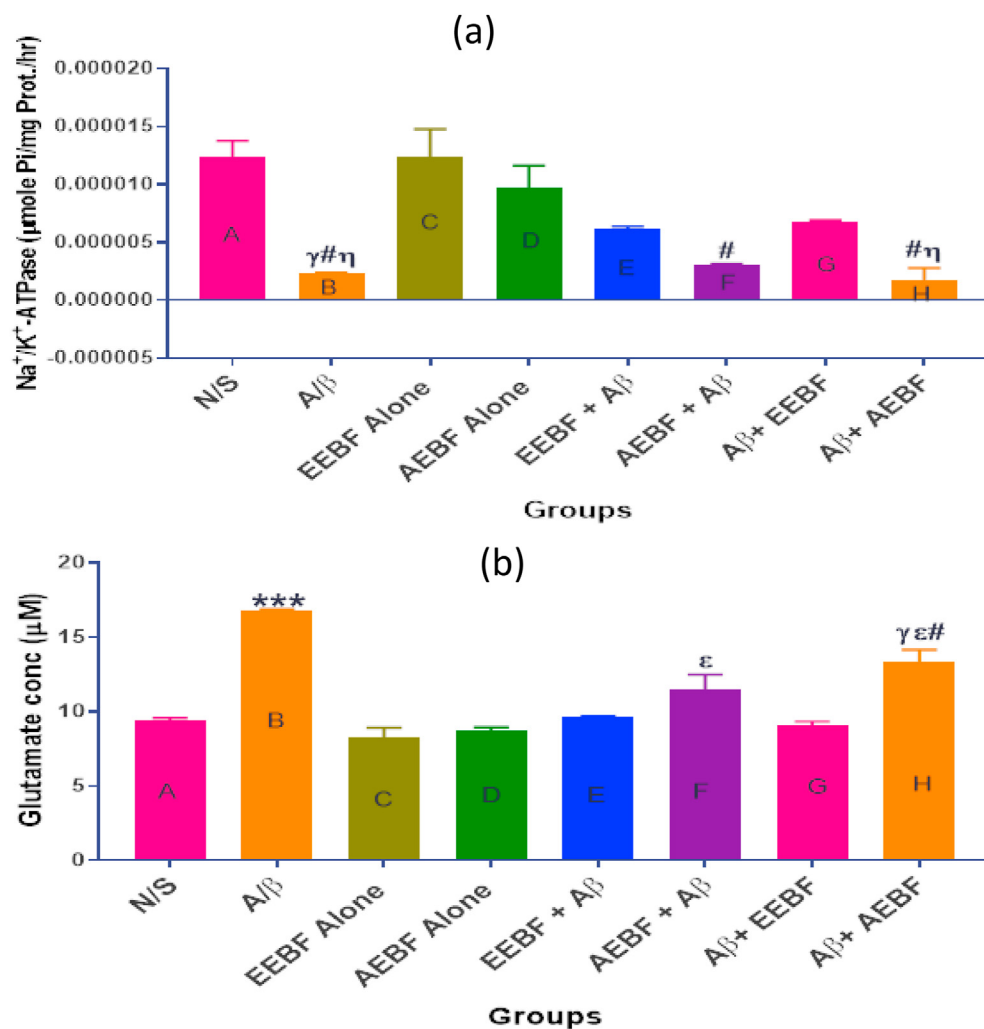 (a)
Na⁺/K⁺-ATPase (μmole Pi/mg Prot./hr)
0.000020
0.000015
0.000010
0.000005
0.000000
-0.000005
A
γ#η
B
C
D
E
#
F
G
#η
H
N/S
A/β
EEBF Alone
AEBF Alone
EEBF + Aβ
AEBF + Aβ
Aβ+ EEBF
Aβ+ AEBF
Groups
(b)
Glutamate conc (μM)
20
15
10
5
0
A
***
B
C
D
E
ε
F
G
γε#
H
N/S
A/β
EEBF Alone
AEBF Alone
EEBF + Aβ
AEBF + Aβ
Aβ+ EEBF
Aβ+ AEBF
Groups